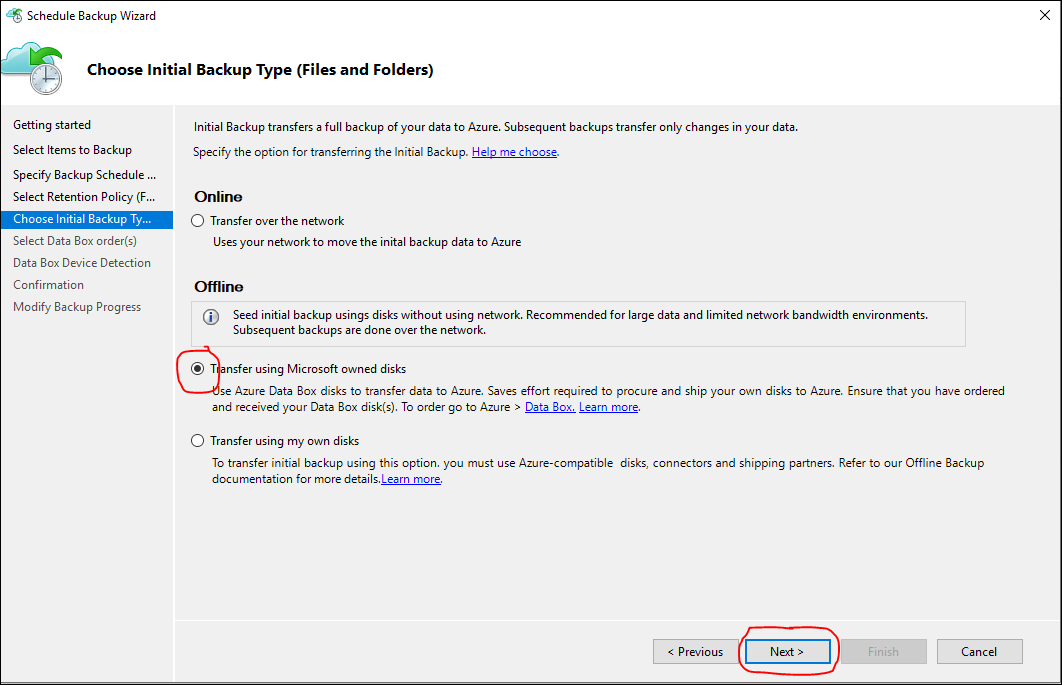 Schedule Backup Wizard
Choose Initial Backup Type (Files and Folders)
Getting started
Select Items to Backup
Specify Backup Schedule ...
Select Retention Policy (F...
Choose Initial Backup Ty...
Select Data Box order(s)
Data Box Device Detection
Confirmation
Modify Backup Progress
Initial Backup transfers a full backup of your data to Azure. Subsequent backups transfer only changes in your data.
Specify the option for transferring the Initial Backup. Help me choose.
Online
Transfer over the network
Uses your network to move the inital backup data to Azure
Offline
Seed initial backup usings disks without using network. Recommended for large data and limited network bandwidth environments.
Subsequent backups are done over the network.
Transfer using Microsoft owned disks
Use Azure Data Box disks to transfer data to Azure. Saves effort required to procure and ship your own disks to Azure. Ensure that you have ordered
and received your Data Box disk(s). To order go to Azure > Data Box. Learn more.
Transfer using my own disks
To transfer initial backup using this option. you must use Azure-compatible disks, connectors and shipping partners. Refer to our Offline Backup
documentation for more details.Learn more.
< Previous
Next >
Finish
Cancel